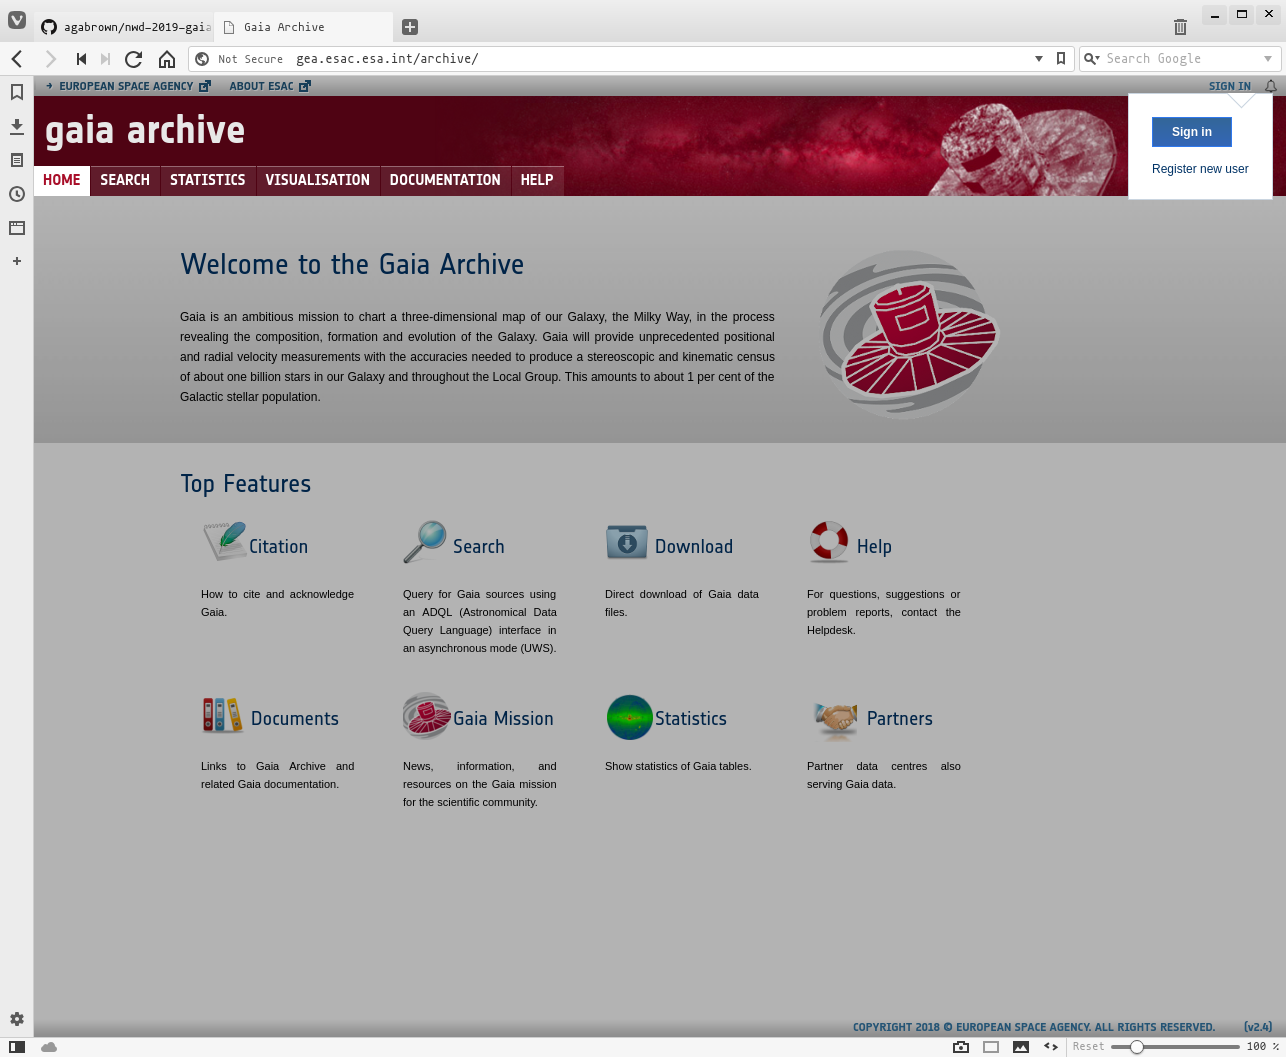 agabrown/nwd-2019-gaia
Gaia Archive
Not Secure gea.esac.esa.int/archive/
Search Google
EUROPEAN SPACE AGENCY ABOUT ESAC SIGN IN
gaia archive
Sign in
Register new user
HOME SEARCH STATISTICS VISUALISATION DOCUMENTATION HELP
Welcome to the Gaia Archive
Gaia is an ambitious mission to chart a three-dimensional map of our Galaxy, the Milky Way, in the process
revealing the composition, formation and evolution of the Galaxy. Gaia will provide unprecedented positional
and radial velocity measurements with the accuracies needed to produce a stereoscopic and kinematic census
of about one billion stars in our Galaxy and throughout the Local Group. This amounts to about 1 per cent of the
Galactic stellar population.
Top Features
Citation
How to cite and acknowledge
Gaia.
Search
Query for Gaia sources using
an ADQL (Astronomical Data
Query Language) interface in
an asynchronous mode (UWS).
Download
Direct download of Gaia data
files.
Help
For questions, suggestions or
problem reports, contact the
Helpdesk.
Documents
Links to Gaia Archive and
related Gaia documentation.
Gaia Mission
News, information, and
resources on the Gaia mission
for the scientific community.
Statistics
Show statistics of Gaia tables.
Partners
Partner data centres also
serving Gaia data.
COPYRIGHT 2018 © EUROPEAN SPACE AGENCY. ALL RIGHTS RESERVED. (v2.4)
Reset 100 %